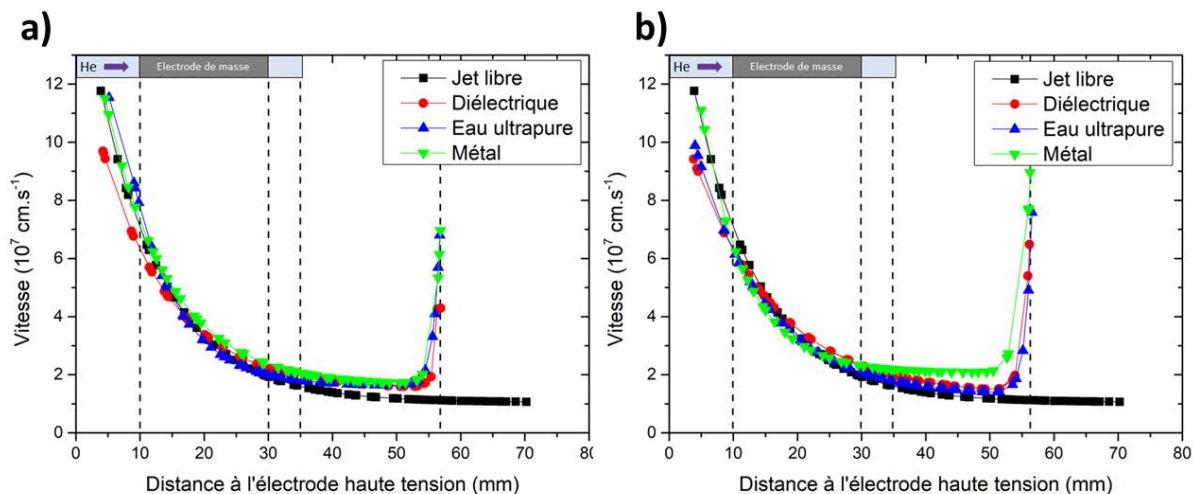 a)
He
Electrode de masse
Jet libre
Diélectrique
Eau ultrapure
Métal
Vitesse (10⁷ cm.s⁻¹)
12
10
8
6
4
2
0
0 10 20 30 40 50 60 70 80
Distance à l'électrode haute tension (mm)
b)
He
Electrode de masse
Jet libre
Diélectrique
Eau ultrapure
Métal
Vitesse (10⁷ cm.s⁻¹)
12
10
8
6
4
2
0
0 10 20 30 40 50 60 70 80
Distance à l'électrode haute tension (mm)